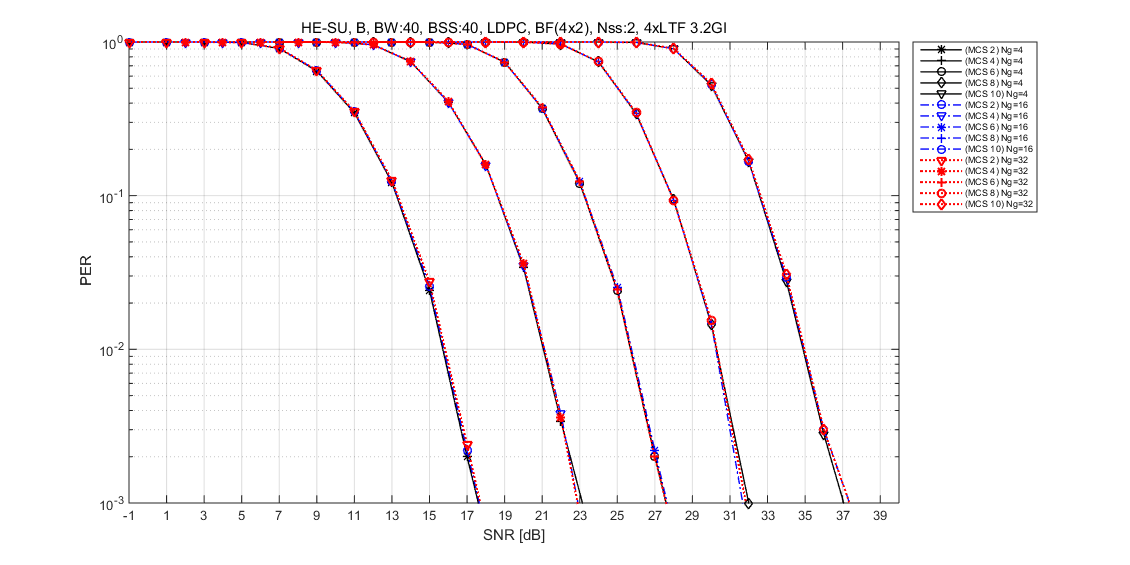 HE-SU, B, BW:40, BSS:40, LDPC, BF(4x2), Nss:2, 4xLTF 3.2GI
10^0
10^-1
10^-2
10^-3
PER
-1 1 3 5 7 9 11 13 15 17 19 21 23 25 27 29 31 33 35 37 39
SNR [dB]
(MCS 2) Ng=4
(MCS 4) Ng=4
(MCS 6) Ng=4
(MCS 8) Ng=4
(MCS 10) Ng=4
(MCS 2) Ng=16
(MCS 4) Ng=16
(MCS 6) Ng=16
(MCS 8) Ng=16
(MCS 10) Ng=16
(MCS 2) Ng=32
(MCS 4) Ng=32
(MCS 6) Ng=32
(MCS 8) Ng=32
(MCS 10) Ng=32